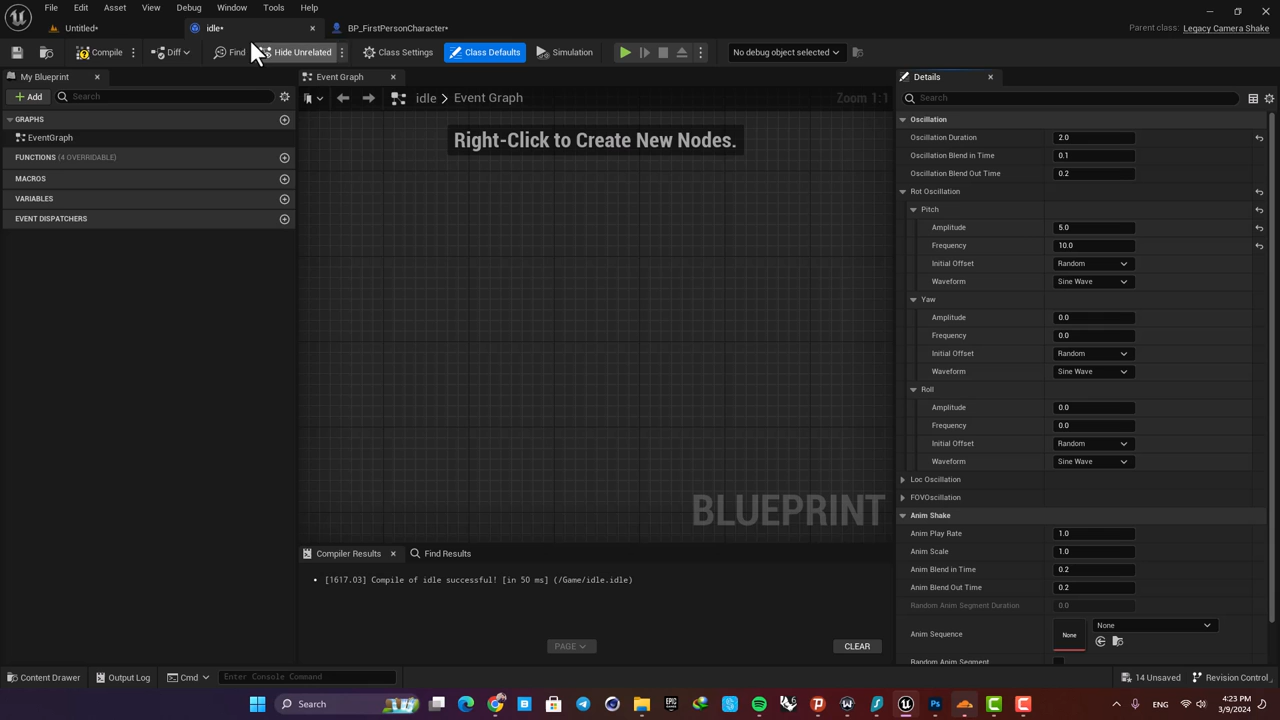 File Edit Asset View Debug Window Tools Help
Untitled*
idle*
BP_FirstPersonCharacter*
Parent class: Legacy Camera Shake
Compile
Diff
Find
Hide Unrelated
Class Settings
Class Defaults
Simulation
No debug object selected
My Blueprint
Event Graph
Details
Add
Search
idle > Event Graph
Zoom 1:1
Search
GRAPHS
EventGraph
FUNCTIONS (4 OVERRIDABLE)
MACROS
VARIABLES
EVENT DISPATCHERS
Right-Click to Create New Nodes.
BLUEPRINT
Oscillation
Oscillation Duration 2.0
Oscillation Blend in Time 0.1
Oscillation Blend Out Time 0.2
Rot Oscillation
Pitch
Amplitude 5.0
Frequency 10.0
Initial Offset Random
Waveform Sine Wave
Yaw
Amplitude 0.0
Frequency 0.0
Initial Offset Random
Waveform Sine Wave
Roll
Amplitude 0.0
Frequency 0.0
Initial Offset Random
Waveform Sine Wave
Loc Oscillation
FOVOscillation
Anim Shake
Anim Play Rate 1.0
Anim Scale 1.0
Anim Blend in Time 0.2
Anim Blend Out Time 0.2
Random Anim Segment Duration 0.0
Anim Sequence None None
Random Anim Segment
Compiler Results
Find Results
[1617.03] Compile of idle successful! [in 50 ms] (/Game/idle.idle)
PAGE
CLEAR
Content Drawer
Output Log
Cmd
Enter Console Command
14 Unsaved
Revision Control
Search
4:23 PM
3/9/2024